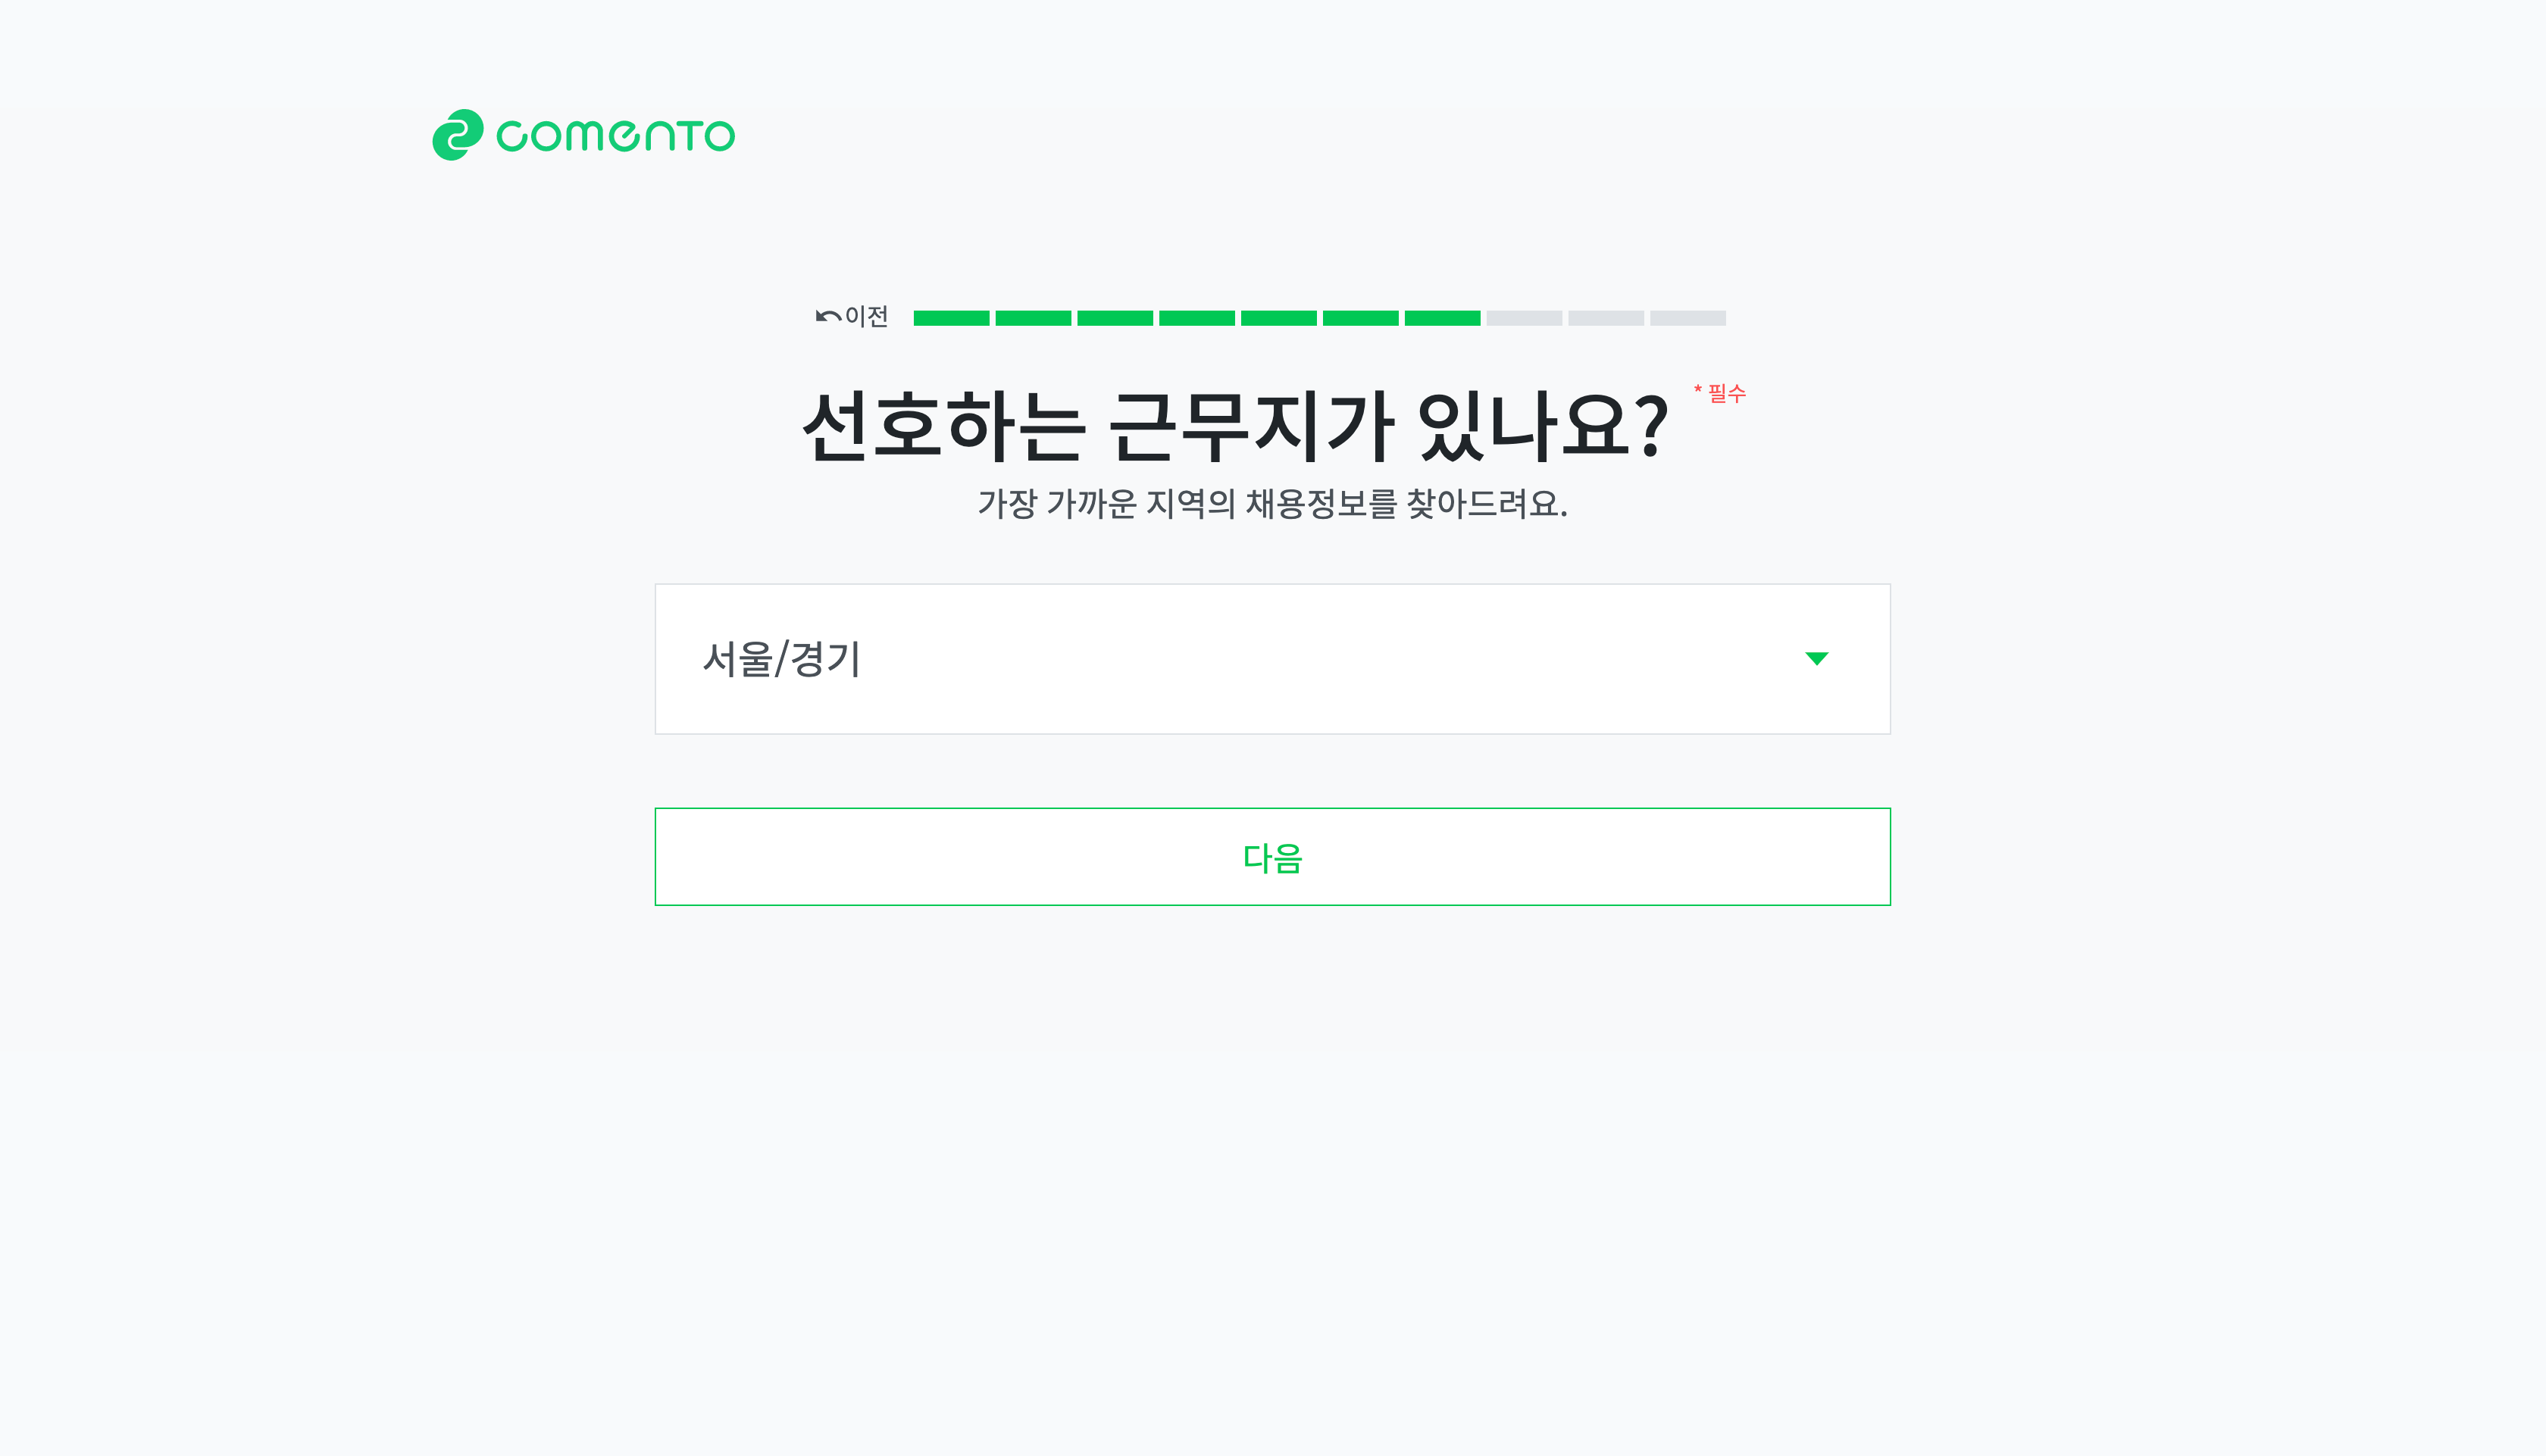 comento
이전
선호하는 근무지가 있나요? * 필수
가장 가까운 지역의 채용정보를 찾아드려요.
서울/경기
다음